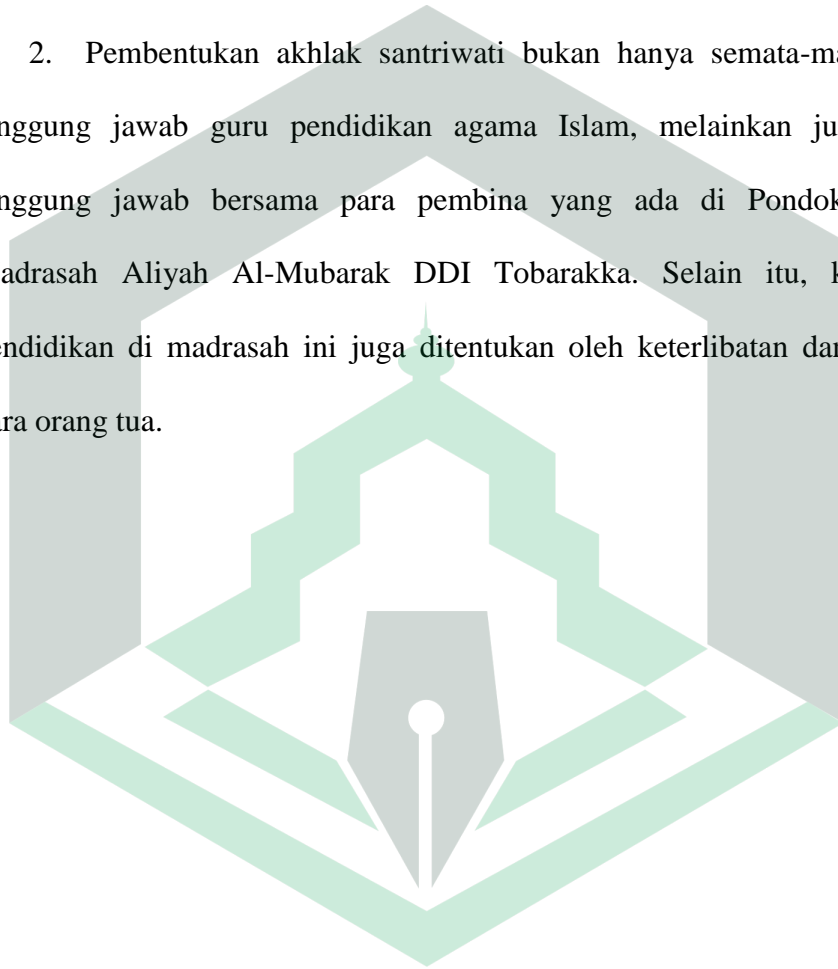 2. Pembentukan akhlak santriwati bukan hanya semata-ma
nggung jawab guru pendidikan agama Islam, melainkan ju
nggung jawab bersama para pembina yang ada di Pondok
adrasah Aliyah Al-Mubarak DDI Tobarakka. Selain itu, k
endidikan di madrasah ini juga ditentukan oleh keterlibatan dar
ara orang tua.